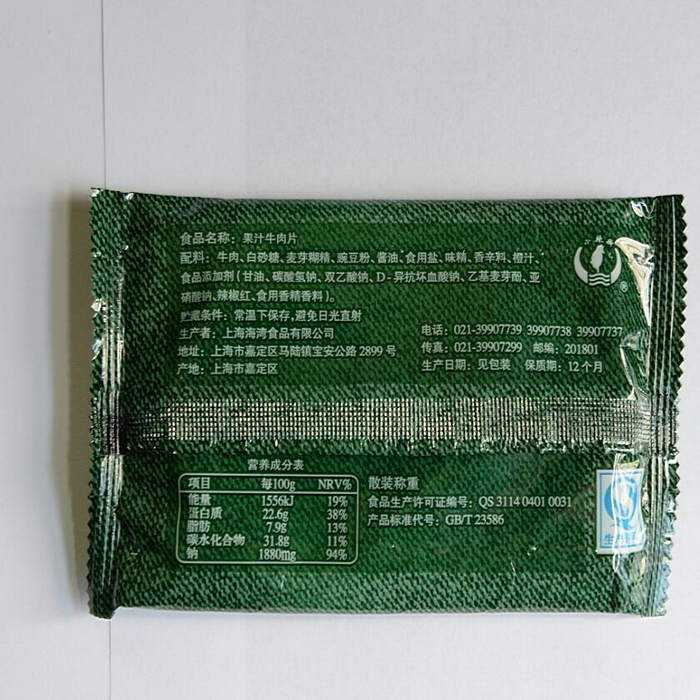 食品名称：果汁牛肉片
配料：牛肉、白砂糖、麦芽糊精、豌豆粉、酱油、食用盐、味精、香辛料、橙汁、
食品添加剂（甘油、碳酸氢钠、双乙酸钠、D-异抗坏血酸钠、乙基麦芽酚、亚
硝酸钠、辣椒红、食用香精香料）。
贮藏条件：常温下保存，避免日光直射
生产者：上海海湾食品有限公司
地址：上海市嘉定区马陆镇宝安公路2899号
产地：上海市嘉定区
电话：021-39907739 39907738 39907737
传真：021-39907299 邮编：201801
生产日期：见包装 保质期：12个月
®
营养成分表
项目 每100g NRV%
能量 1556kJ 19%
蛋白质 22.6g 38%
脂肪 7.9g 13%
碳水化合物 31.8g 11%
钠 1880mg 94%
散装称重
食品生产许可证编号：QS 3114 0401 0031
产品标准代号：GB/T 23586